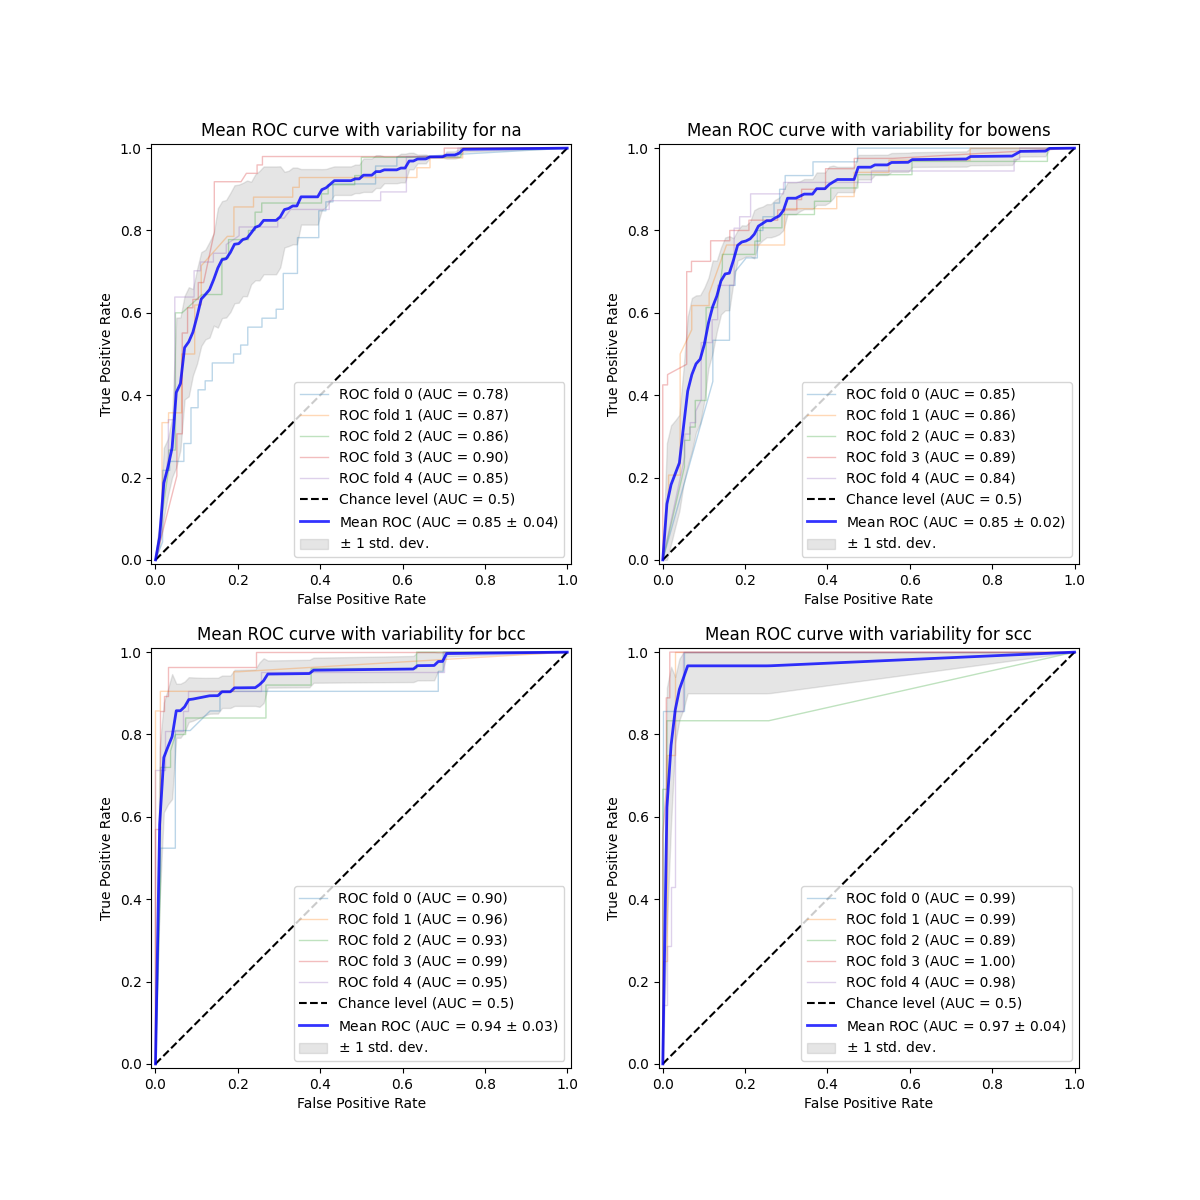 Mean ROC curve with variability for na
1.0
0.8
0.6
0.4
0.2
0.0
True Positive Rate
ROC fold 0 (AUC = 0.78)
ROC fold 1 (AUC = 0.87)
ROC fold 2 (AUC = 0.86)
ROC fold 3 (AUC = 0.90)
ROC fold 4 (AUC = 0.85)
Chance level (AUC = 0.5)
Mean ROC (AUC = 0.85 ± 0.04)
± 1 std. dev.
0.0 0.2 0.4 0.6 0.8 1.0
False Positive Rate
Mean ROC curve with variability for bowens
1.0
0.8
0.6
0.4
0.2
0.0
True Positive Rate
ROC fold 0 (AUC = 0.85)
ROC fold 1 (AUC = 0.86)
ROC fold 2 (AUC = 0.83)
ROC fold 3 (AUC = 0.89)
ROC fold 4 (AUC = 0.84)
Chance level (AUC = 0.5)
Mean ROC (AUC = 0.85 ± 0.02)
± 1 std. dev.
0.0 0.2 0.4 0.6 0.8 1.0
False Positive Rate
Mean ROC curve with variability for bcc
1.0
0.8
0.6
0.4
0.2
0.0
True Positive Rate
ROC fold 0 (AUC = 0.90)
ROC fold 1 (AUC = 0.96)
ROC fold 2 (AUC = 0.93)
ROC fold 3 (AUC = 0.99)
ROC fold 4 (AUC = 0.95)
Chance level (AUC = 0.5)
Mean ROC (AUC = 0.94 ± 0.03)
± 1 std. dev.
0.0 0.2 0.4 0.6 0.8 1.0
False Positive Rate
Mean ROC curve with variability for scc
1.0
0.8
0.6
0.4
0.2
0.0
True Positive Rate
ROC fold 0 (AUC = 0.99)
ROC fold 1 (AUC = 0.99)
ROC fold 2 (AUC = 0.89)
ROC fold 3 (AUC = 1.00)
ROC fold 4 (AUC = 0.98)
Chance level (AUC = 0.5)
Mean ROC (AUC = 0.97 ± 0.04)
± 1 std. dev.
0.0 0.2 0.4 0.6 0.8 1.0
False Positive Rate